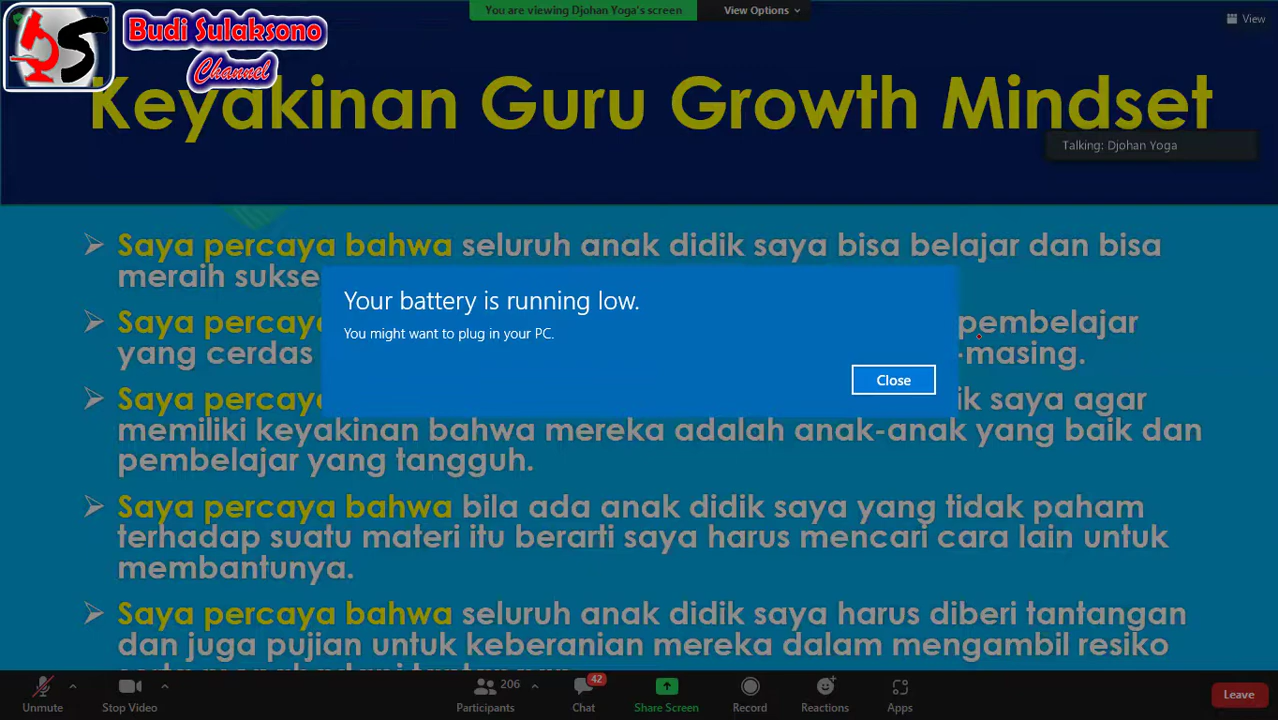 You are viewing Djohan Yoga's screen
View Options
View
S
Budi Sulaksono
Channel
Keyakinan Guru Growth Mindset
Talking: Djohan Yoga
➢ Saya percaya bahwa seluruh anak didik saya bisa belajar dan bisa
meraih sukse
➢ Saya percaya pembelajar
yang cerdas -masing.
➢ Saya percaya saya agar
memiliki keyakinan bahwa mereka adalah anak-anak yang baik dan
pembelajar yang tangguh.
➢ Saya percaya bahwa bila ada anak didik saya yang tidak paham
terhadap suatu materi itu berarti saya harus mencari cara lain untuk
membantunya.
➢ Saya percaya bahwa seluruh anak didik saya harus diberi tantangan
dan juga pujian untuk keberanian mereka dalam mengambil resiko
Your battery is running low.
You might want to plug in your PC.
Close
Unmute
Stop Video
206
Participants
42
Chat
Share Screen
Record
Reactions
Apps
Leave